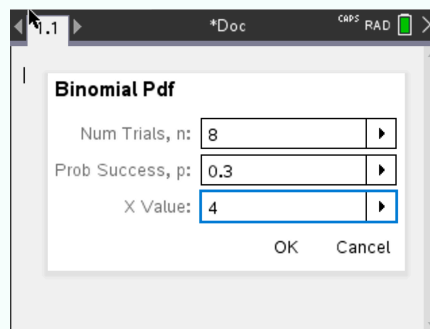 1.1 *Doc CAPS RAD
Binomial Pdf
Num Trials, n: 8
Prob Success, p: 0.3
X Value: 4
OK Cancel